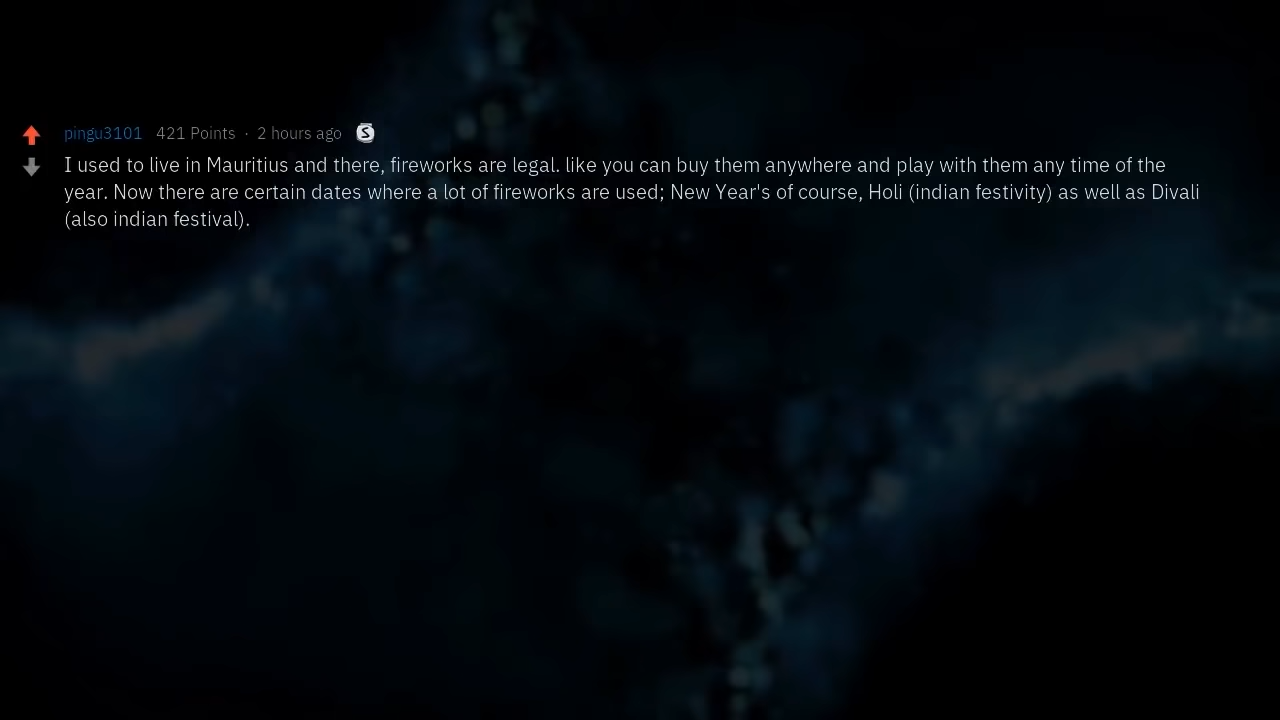 pingu3101 421 Points · 2 hours ago S
I used to live in Mauritius and there, fireworks are legal. like you can buy them anywhere and play with them any time of the
year. Now there are certain dates where a lot of fireworks are used; New Year's of course, Holi (indian festivity) as well as Divali
(also indian festival).